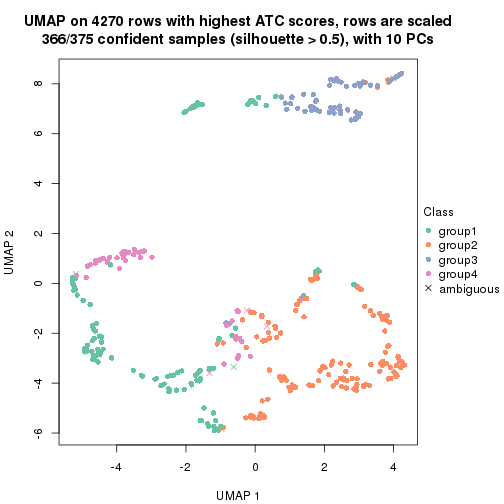 UMAP on 4270 rows with highest ATC scores, rows are scaled
366/375 confident samples (silhouette > 0.5), with 10 PCs
8
6
4
2
0
-2
-4
-6
UMAP 2
-4
-2
0
2
4
UMAP 1
Class
group1
group2
group3
group4
ambiguous